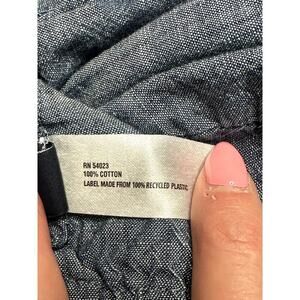 RN 54023
100% COTTON
LABEL MADE FROM 100% RECYCLED PLASTIC